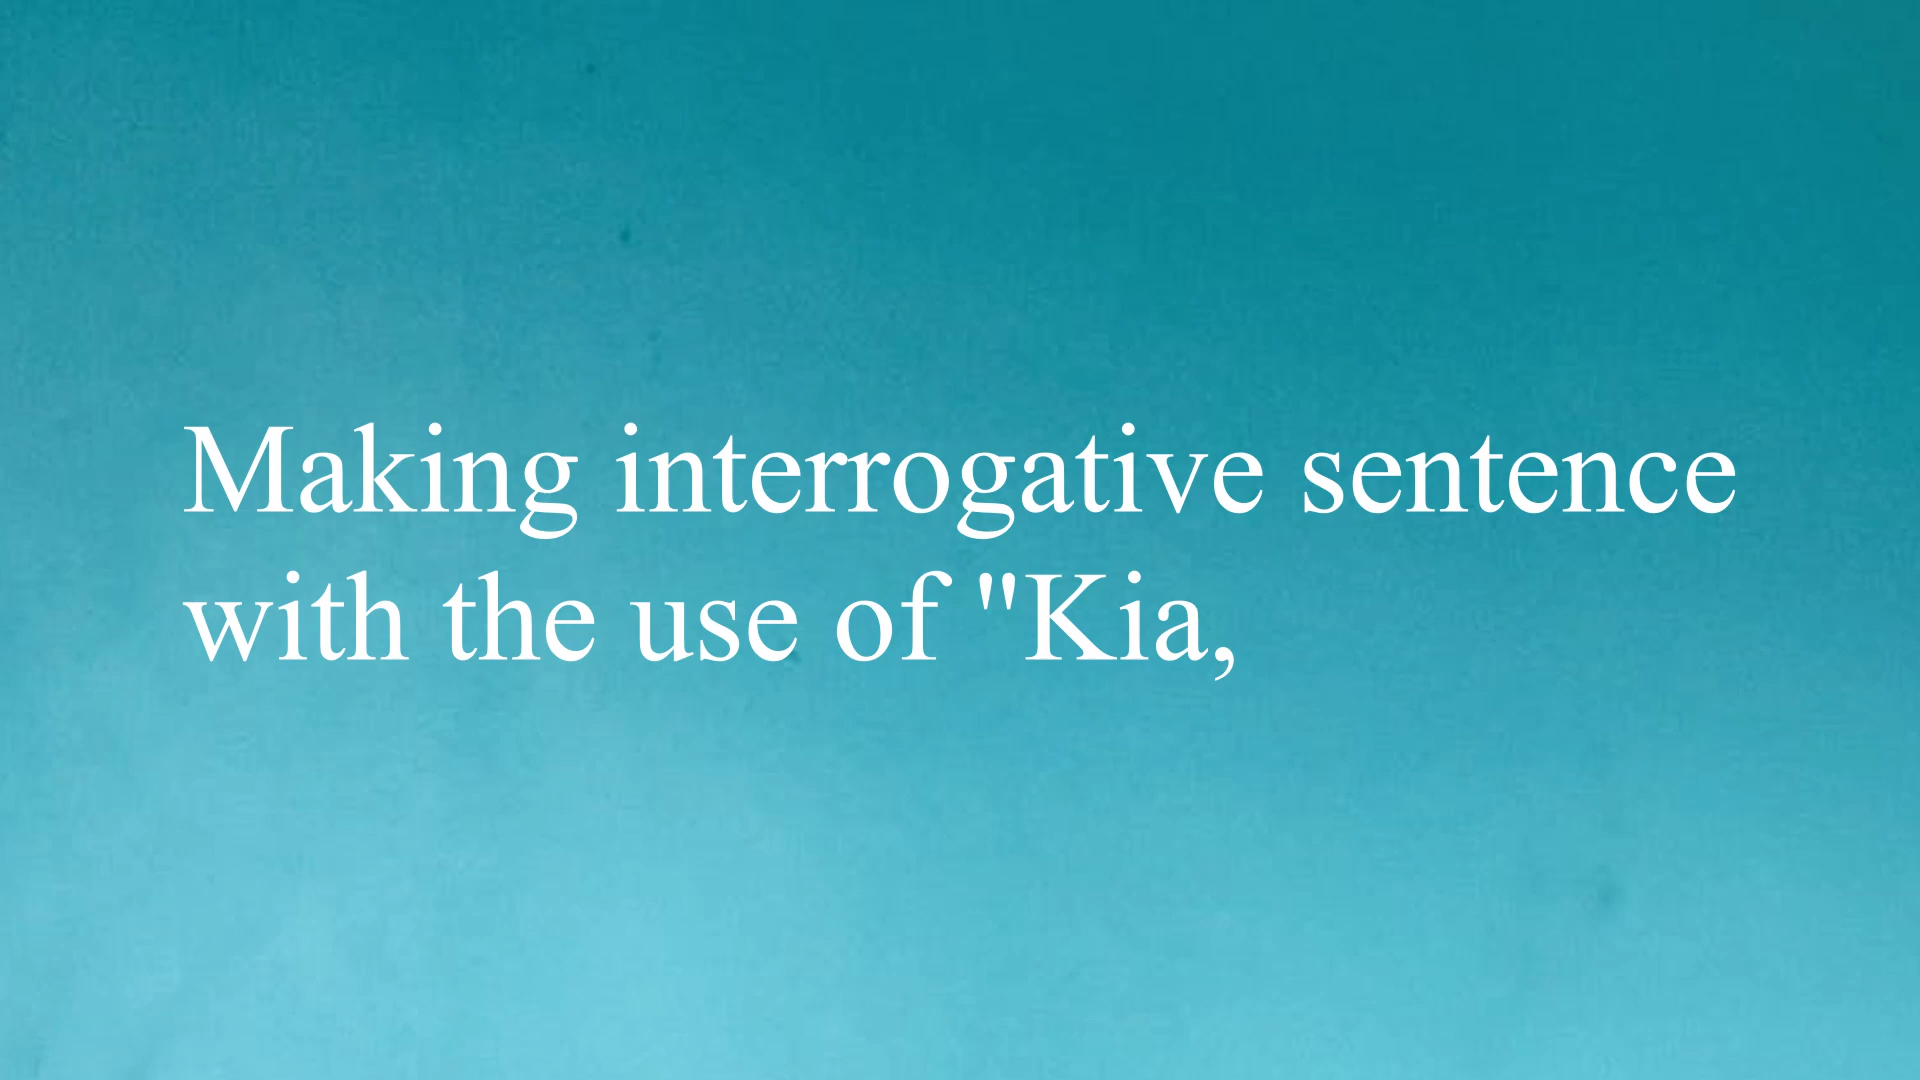 Making interrogative sentence
with the use of "Kia,